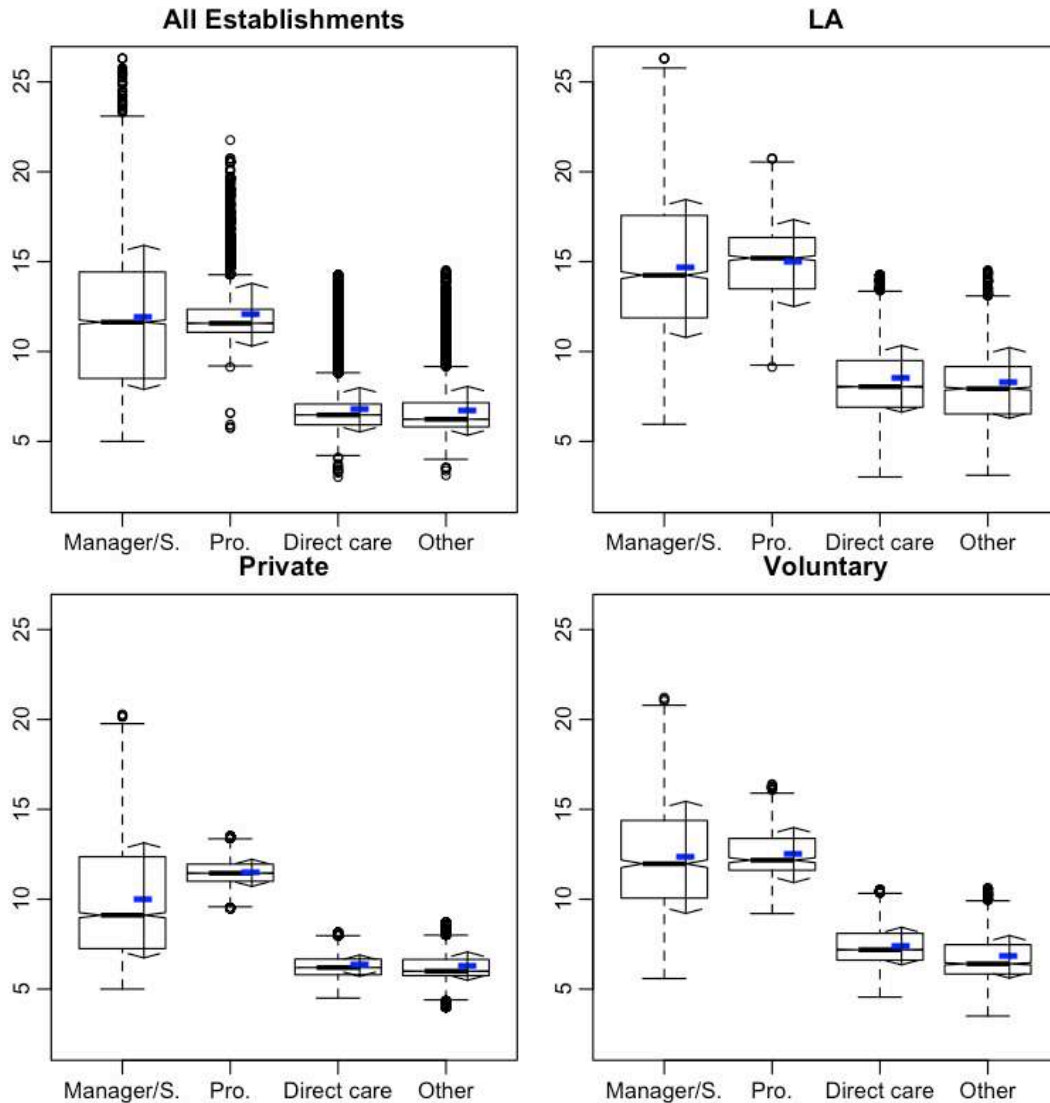 All Establishments
LA
25
20
15
10
5
Manager/S. Pro. Direct care Other
25
20
15
10
5
Manager/S. Pro. Direct care Other
Private
Voluntary
25
20
15
10
5
Manager/S. Pro. Direct care Other
25
20
15
10
5
Manager/S. Pro. Direct care Other